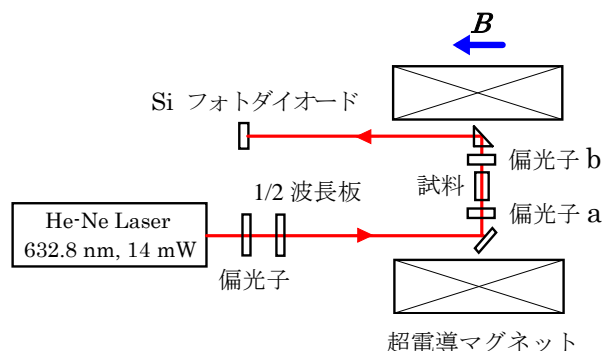 B
Si フォトダイオード
偏光子 b
試料
1/2 波長板
偏光子 a
He-Ne Laser
632.8 nm, 14 mW
偏光子
超電導マグネット